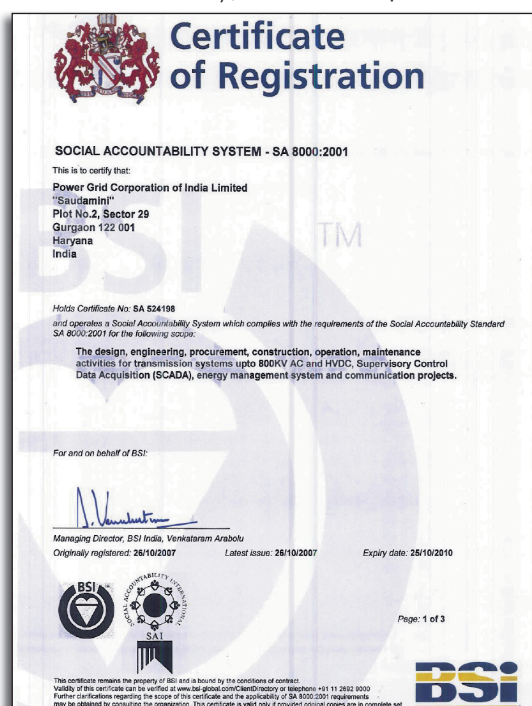 Certificate
of Registration
SOCIAL ACCOUNTABILITY SYSTEM - SA 8000:2001
This is to certify that:
Power Grid Corporation of India Limited
"Saudamini"
Plot No.2, Sector 29
Gurgaon 122 001
Haryana
India
BSI
TM
Holds Certificate No: SA 524198
and operates a Social Accountability System which complies with the requirements of the Social Accountability Standard
SA 8000:2001 for the following scope:
The design, engineering, procurement, construction, operation, maintenance
activities for transmission systems upto 800KV AC and HVDC, Supervisory Control
Data Acquisition (SCADA), energy management system and communication projects.
For and on behalf of BSI:
Managing Director, BSI India, Venkataram Arabolu
Originally registered: 26/10/2007 Latest issue: 26/10/2007 Expiry date: 25/10/2010
BSI
SOCIAL ACCOUNTABILITY INTERNATIONAL
SAI
Page: 1 of 3
This certificate remains the property of BSI and is bound by the conditions of contract.
Validity of this certificate can be verified at www.bsi-global.com/ClientDirectory or telephone +91 11 2692 9000
Further clarifications regarding the scope of this certificate and the applicability of SA 8000:2001 requirements
may be obtained by consulting the organization. This certificate is valid only if provided original copies are in complete set
BSi